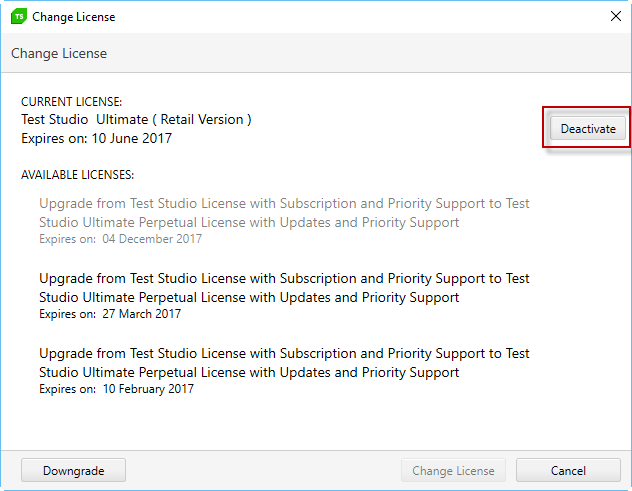 TS Change License
Change License
CURRENT LICENSE:
Test Studio Ultimate ( Retail Version )
Expires on: 10 June 2017
Deactivate
AVAILABLE LICENSES:
Upgrade from Test Studio License with Subscription and Priority Support to Test
Studio Ultimate Perpetual License with Updates and Priority Support
Expires on: 04 December 2017
Upgrade from Test Studio License with Subscription and Priority Support to Test
Studio Ultimate Perpetual License with Updates and Priority Support
Expires on: 27 March 2017
Upgrade from Test Studio License with Subscription and Priority Support to Test
Studio Ultimate Perpetual License with Updates and Priority Support
Expires on: 10 February 2017
Downgrade
Change License
Cancel